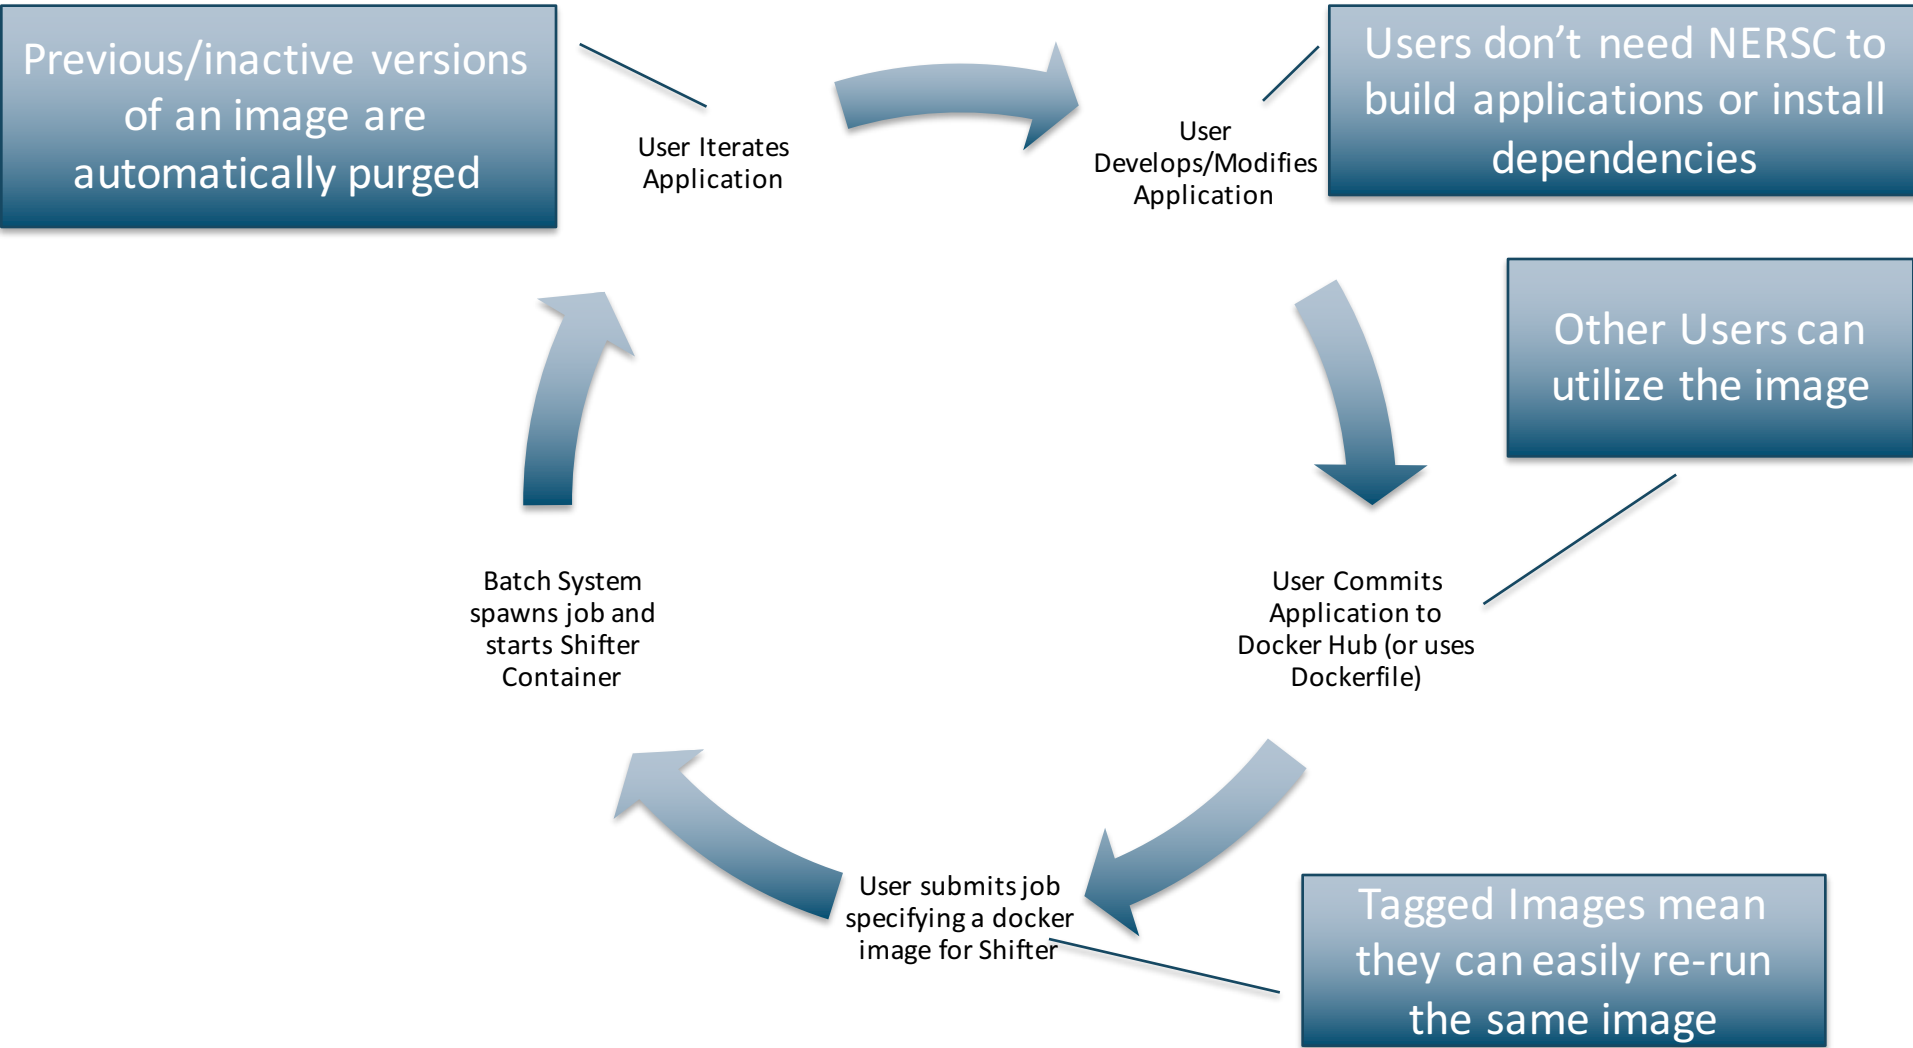 Previous/inactive versions
of an image are
automatically purged
User Iterates
Application
User
Develops/Modifies
Application
Users don’t need NERSC to
build applications or install
dependencies
Other Users can
utilize the image
User Commits
Application to
Docker Hub (or uses
Dockerfile)
Batch System
spawns job and
starts Shifter
Container
User submits job
specifying a docker
image for Shifter
Tagged Images mean
they can easily re-run
the same image